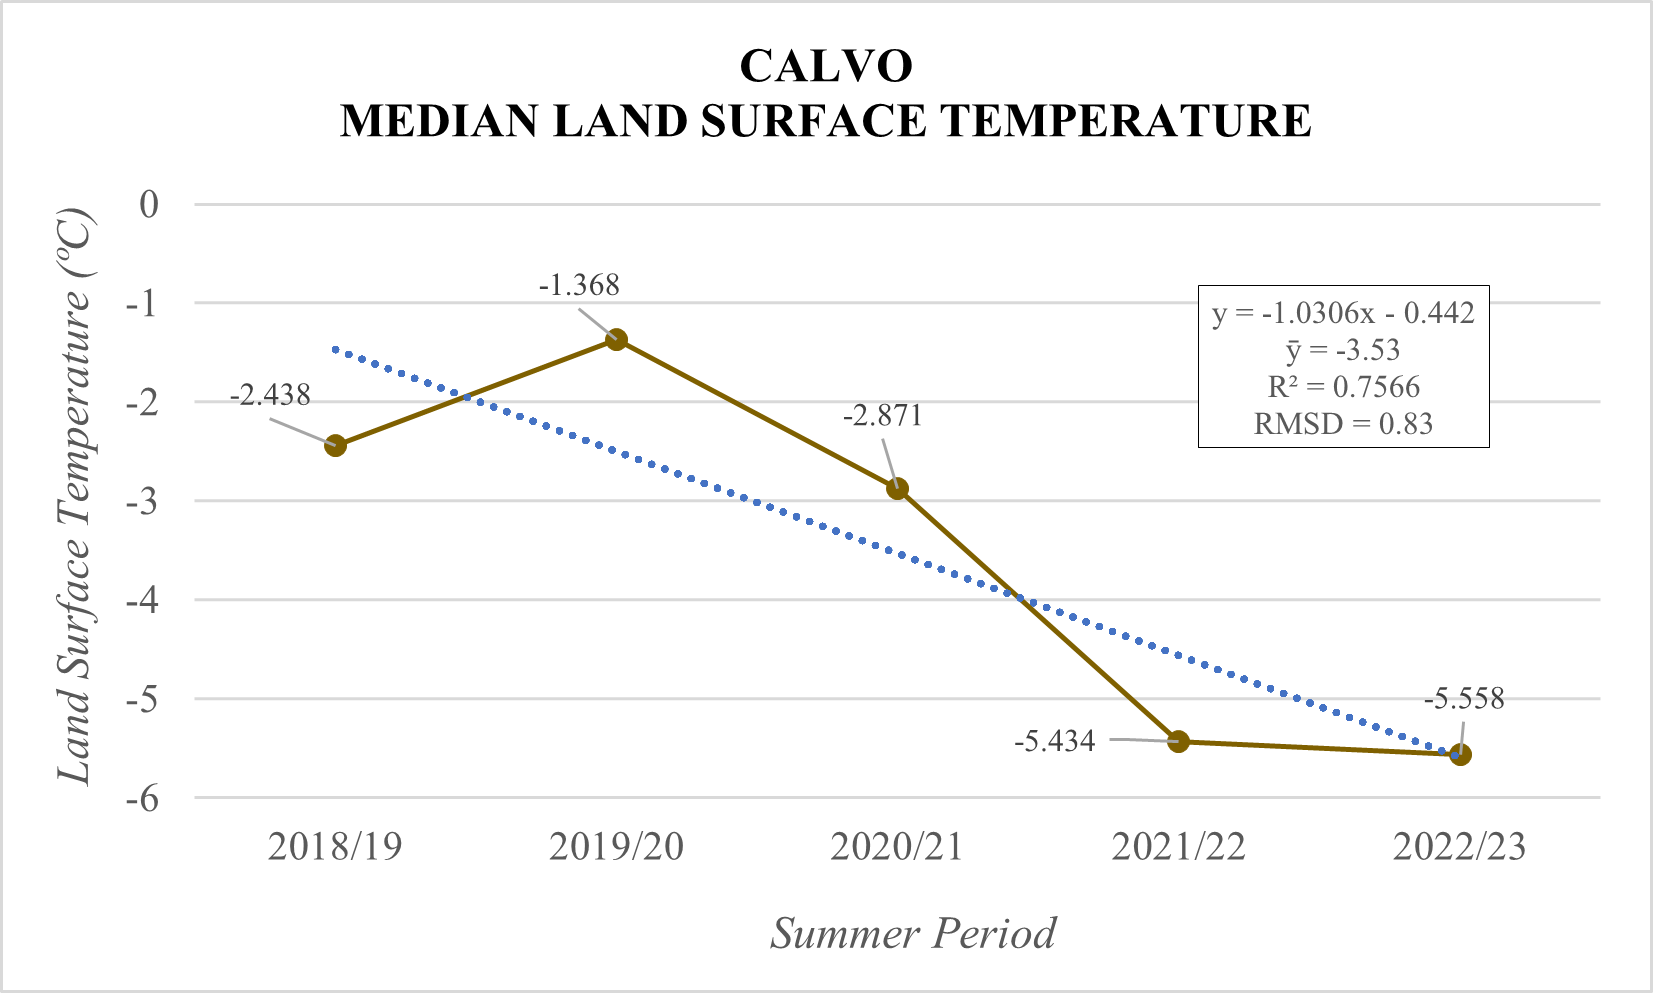 CALVO
MEDIAN LAND SURFACE TEMPERATURE
Land Surface Temperature (ºC)
0
-1
-2
-3
-4
-5
-6
-2.438
-1.368
-2.871
-5.434
-5.558
y = -1.0306x - 0.442
ȳ = -3.53
R² = 0.7566
RMSD = 0.83
2018/19
2019/20
2020/21
2021/22
2022/23
Summer Period